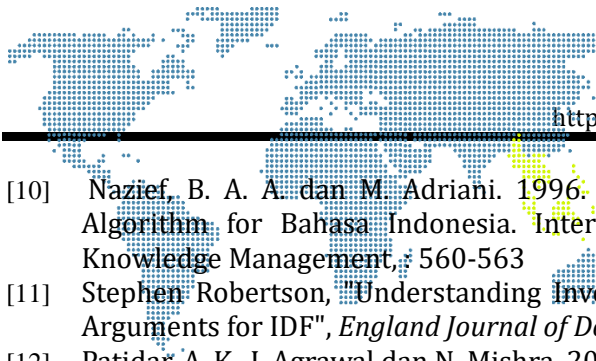 http
[10] Nazief, B. A. A. dan M. Adriani. 1996.
Algorithm for Bahasa Indonesia. Inter
Knowledge Management, : 560-563
[11] Stephen Robertson, "Understanding Inve
Arguments for IDF", England Journal of Do
[12] Patidar, A. K, J. Agrawal dan N. Mishra. 20